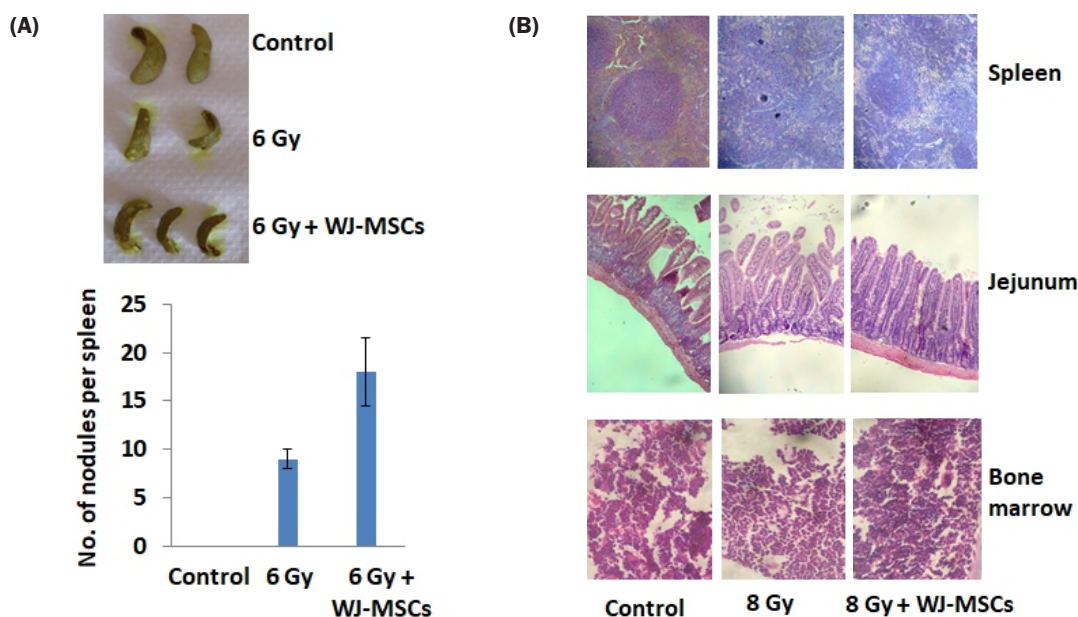 (A)
Control
6 Gy
6 Gy + WJ-MSCs
No. of nodules per spleen
25
20
15
10
5
0
Control
6 Gy
6 Gy +
WJ-MSCs
(B)
Spleen
Jejunum
Bone
marrow
Control
8 Gy
8 Gy + WJ-MSCs